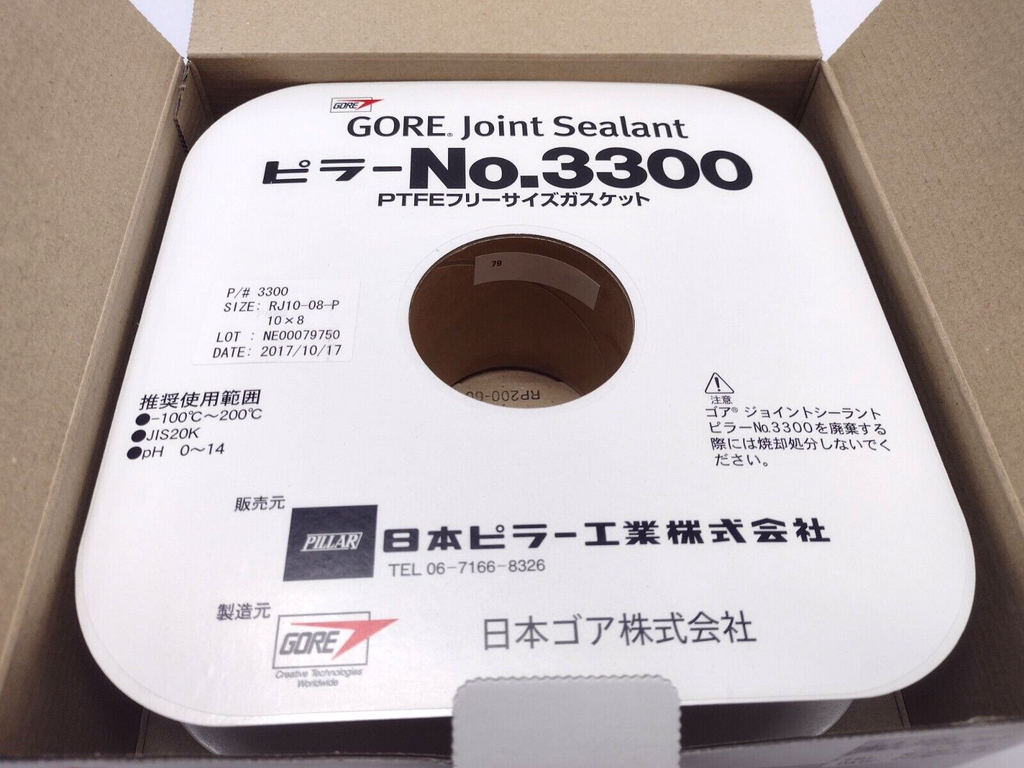 GORE
GORE® Joint Sealant
ピラーNo.3300
PTFEフリーサイズガスケット
79
P/# 3300
SIZE: RJ10-08-P
10×8
LOT : NE00079750
DATE: 2017/10/17
推奨使用範囲
●-100℃～200℃
●JIS20K
●pH 0～14
注意
ゴア® ジョイントシーラント
ピラーNo.3300を廃棄する
際には焼却処分しないでく
ださい。
販売元
PILLAR
日本ピラー工業株式会社
TEL 06-7166-8326
製造元
GORE
Creative Technologies
Worldwide
日本ゴア株式会社